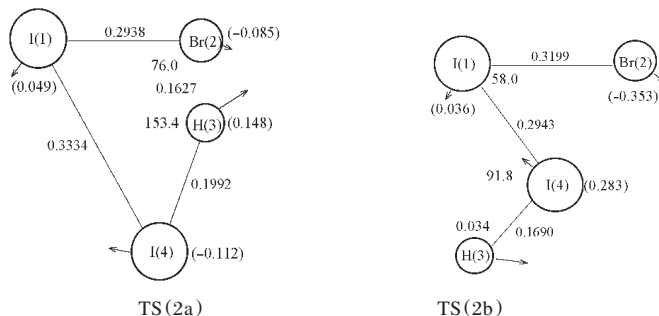 I(1)
0.2938
Br(2)
(−0.085)
76.0
(0.049)
0.1627
153.4
H(3)
(0.148)
0.3334
0.1992
I(4)
(−0.112)
TS(2a)
I(1)
0.3199
Br(2)
58.0
(0.036)
(−0.353)
0.2943
91.8
I(4)
(0.283)
0.034
0.1690
H(3)
TS(2b)